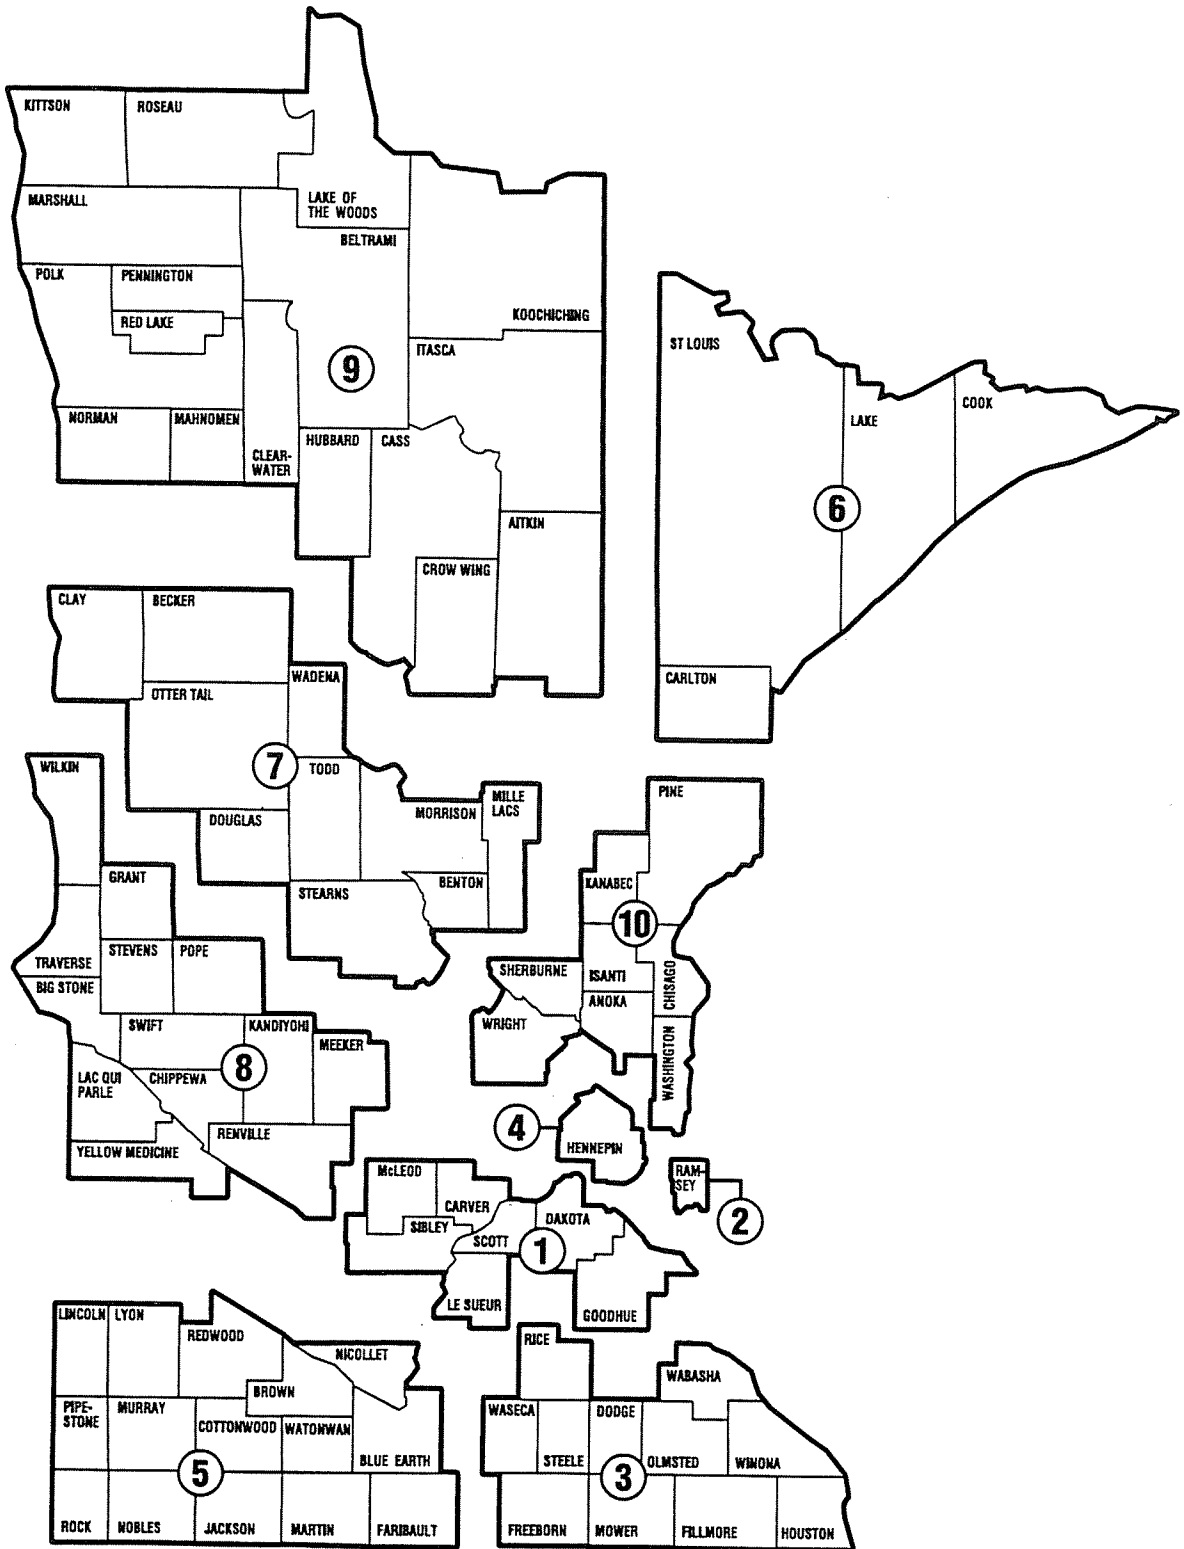 KITTSON
ROSEAU
LAKE OF
THE WOODS
MARSHALL
BELTRAMI
POLK
PENNINGTON
RED LAKE
KOOCHICHING
ITASCA
9
NORMAN
MAHNOMEN
CLEAR-
WATER
HUBBARD
CASS
AITKIN
CROW WING
ST LOUIS
LAKE
COOK
6
CARLTON
CLAY
BECKER
WADENA
OTTER TAIL
7
TODD
DOUGLAS
MORRISON
MILLE
LACS
BENTON
STEARNS
WILKIN
GRANT
TRAVERSE
STEVENS
POPE
BIG STONE
SWIFT
KANDIYOHI
MEEKER
8
LAC QUI
PARLE
CHIPPEWA
RENVILLE
YELLOW MEDICINE
PINE
KANABEC
10
SHERBURNE
ISANTI
CHISAGO
ANOKA
WRIGHT
WASHINGTON
4
HENNEPIN
RAM-
SEY
2
McLEOD
CARVER
SIBLEY
SCOTT
DAKOTA
1
LE SUEUR
GOODHUE
LINCOLN
LYON
REDWOOD
NICOLLET
BROWN
PIPE-
STONE
MURRAY
COTTONWOOD
WATONWAN
BLUE EARTH
5
ROCK
NOBLES
JACKSON
MARTIN
FARIBAULT
RICE
WABASHA
WASECA
DODGE
STEELE
OLMSTED
WINONA
3
FREEBORN
MOWER
FILLMORE
HOUSTON